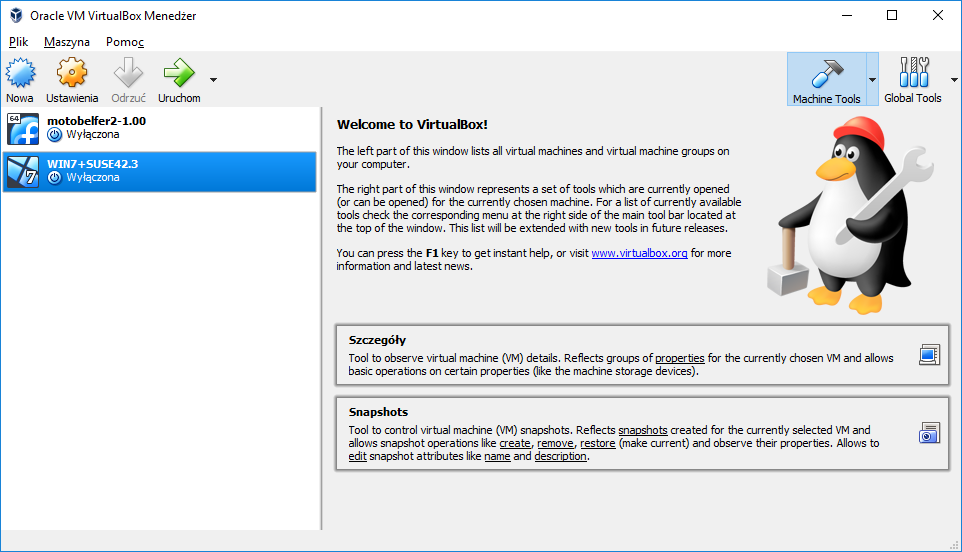 Oracle VM VirtualBox Menedżer
Plik Maszyna Pomoc
Nowa Ustawienia Odrzuć Uruchom Machine Tools Global Tools
64
motobelfer2-1.00
Wyłączona
7
WIN7+SUSE42.3
Wyłączona
Welcome to VirtualBox!
The left part of this window lists all virtual machines and virtual machine groups on
your computer.
The right part of this window represents a set of tools which are currently opened
(or can be opened) for the currently chosen machine. For a list of currently available
tools check the corresponding menu at the right side of the main tool bar located at
the top of the window. This list will be extended with new tools in future releases.
You can press the F1 key to get instant help, or visit www.virtualbox.org for more
information and latest news.
Szczegóły
Tool to observe virtual machine (VM) details. Reflects groups of properties for the currently chosen VM and allows
basic operations on certain properties (like the machine storage devices).
Snapshots
Tool to control virtual machine (VM) snapshots. Reflects snapshots created for the currently selected VM and
allows snapshot operations like create, remove, restore (make current) and observe their properties. Allows to
edit snapshot attributes like name and description.